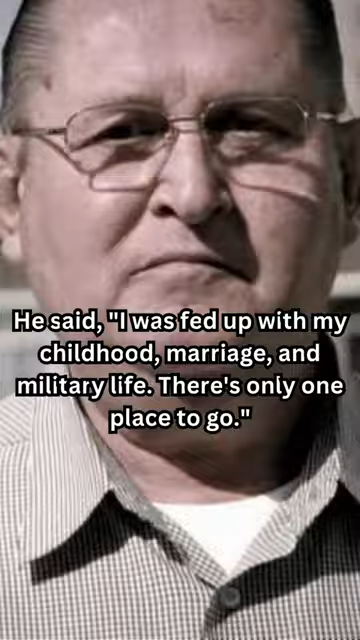 He said, "I was fed up with my
childhood, marriage, and
military life. There's only one
place to go."